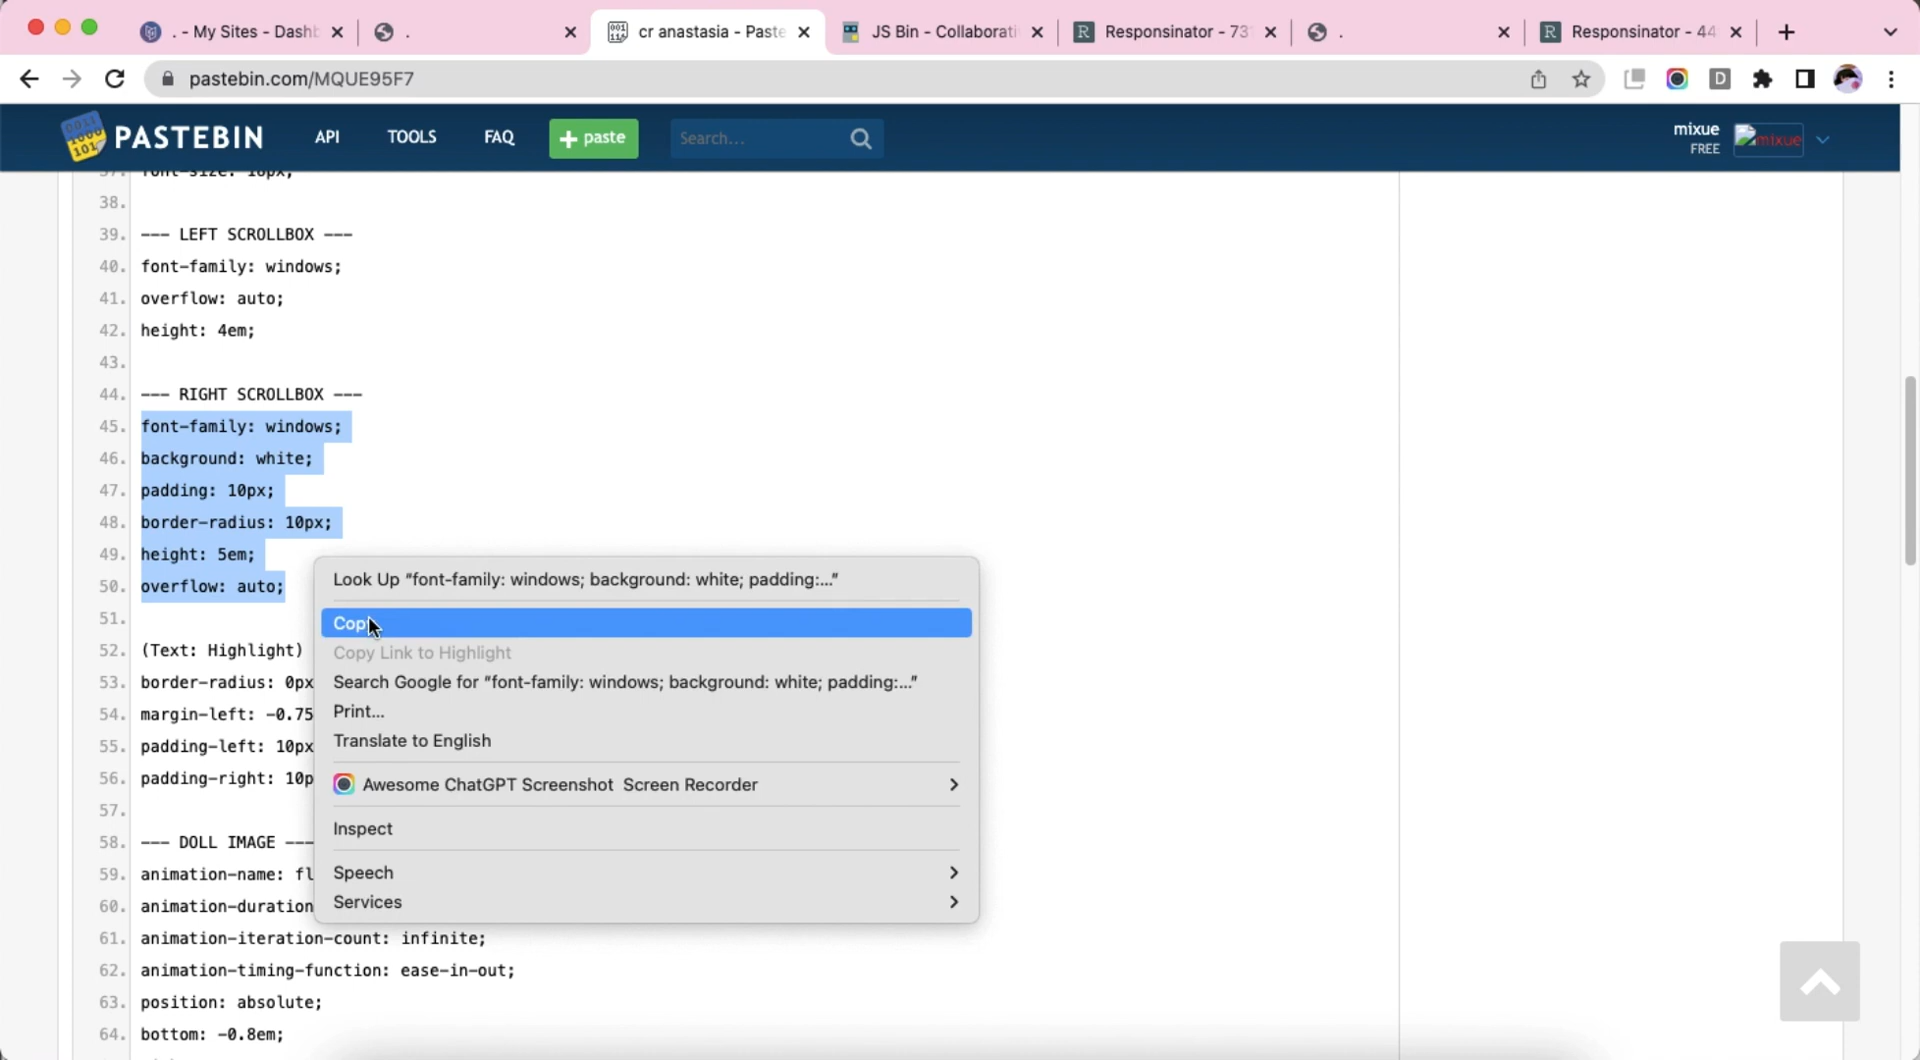 . - My Sites - Dashb
.
cr anastasia - Paste
JS Bin - Collaborati
Responsinator - 73
.
Responsinator - 44
pastebin.com/MQUE95F7
PASTEBIN
API
TOOLS
FAQ
+ paste
Search...
mixue
FREE
mixue
37. font-size: 10px;
38.
39. --- LEFT SCROLLBOX ---
40. font-family: windows;
41. overflow: auto;
42. height: 4em;
43.
44. --- RIGHT SCROLLBOX ---
45. font-family: windows;
46. background: white;
47. padding: 10px;
48. border-radius: 10px;
49. height: 5em;
50. overflow: auto;
51.
52. (Text: Highlight)
53. border-radius: 0px
54. margin-left: -0.75
55. padding-left: 10px
56. padding-right: 10p
57.
58. --- DOLL IMAGE ---
59. animation-name: fl
60. animation-duration
61. animation-iteration-count: infinite;
62. animation-timing-function: ease-in-out;
63. position: absolute;
64. bottom: -0.8em;
Look Up "font-family: windows; background: white; padding:..."
Copy
Copy Link to Highlight
Search Google for "font-family: windows; background: white; padding:..."
Print...
Translate to English
Awesome ChatGPT Screenshot Screen Recorder
Inspect
Speech
Services